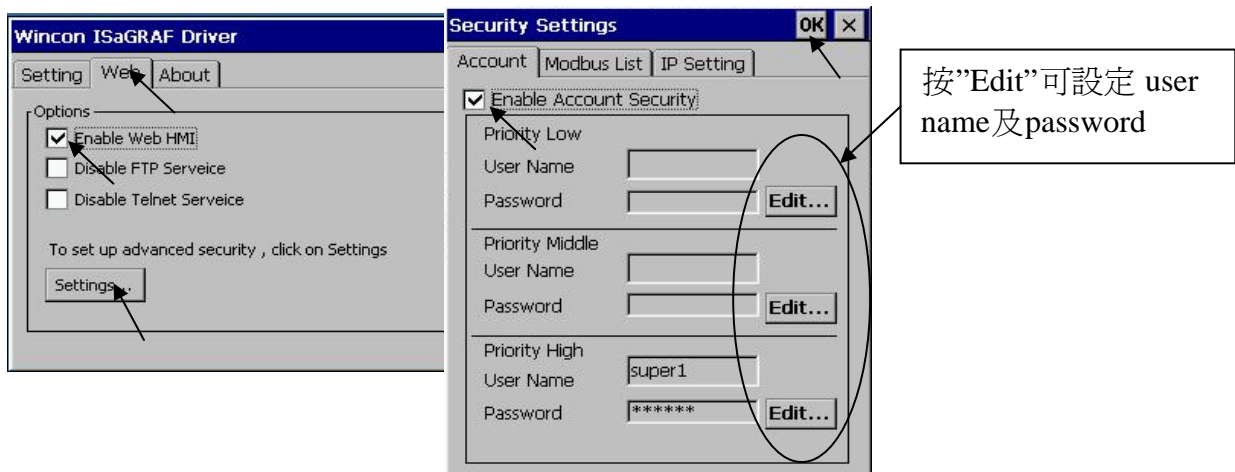 Wincon ISaGRAF Driver
Setting Web About
Options
Enable Web HMI
Disable FTP Serveice
Disable Telnet Serveice
To set up advanced security , click on Settings
Settings...
Security Settings OK ×
Account Modbus List IP Setting
Enable Account Security
Priority Low
User Name
Password Edit...
Priority Middle
User Name
Password Edit...
Priority High
User Name super1
Password ****** Edit...
按”Edit”可設定 user
name及password